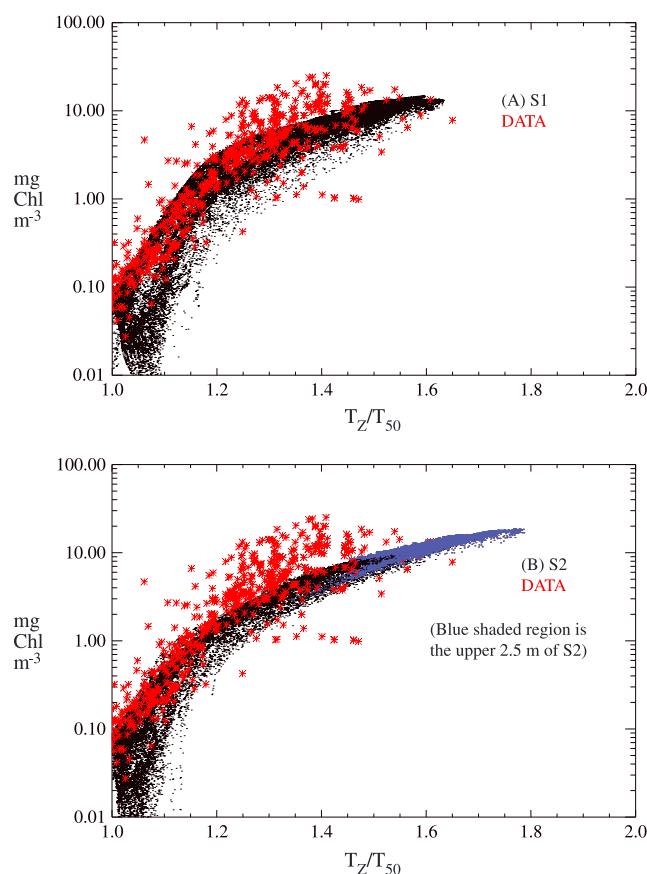 100.00
10.00
1.00
0.10
0.01
mg
Chl
m-3
(A) S1
DATA
1.0 1.2 1.4 1.6 1.8 2.0
TZ/T50
100.00
10.00
1.00
0.10
0.01
mg
Chl
m-3
(B) S2
DATA
(Blue shaded region is
the upper 2.5 m of S2)
1.0 1.2 1.4 1.6 1.8 2.0
TZ/T50